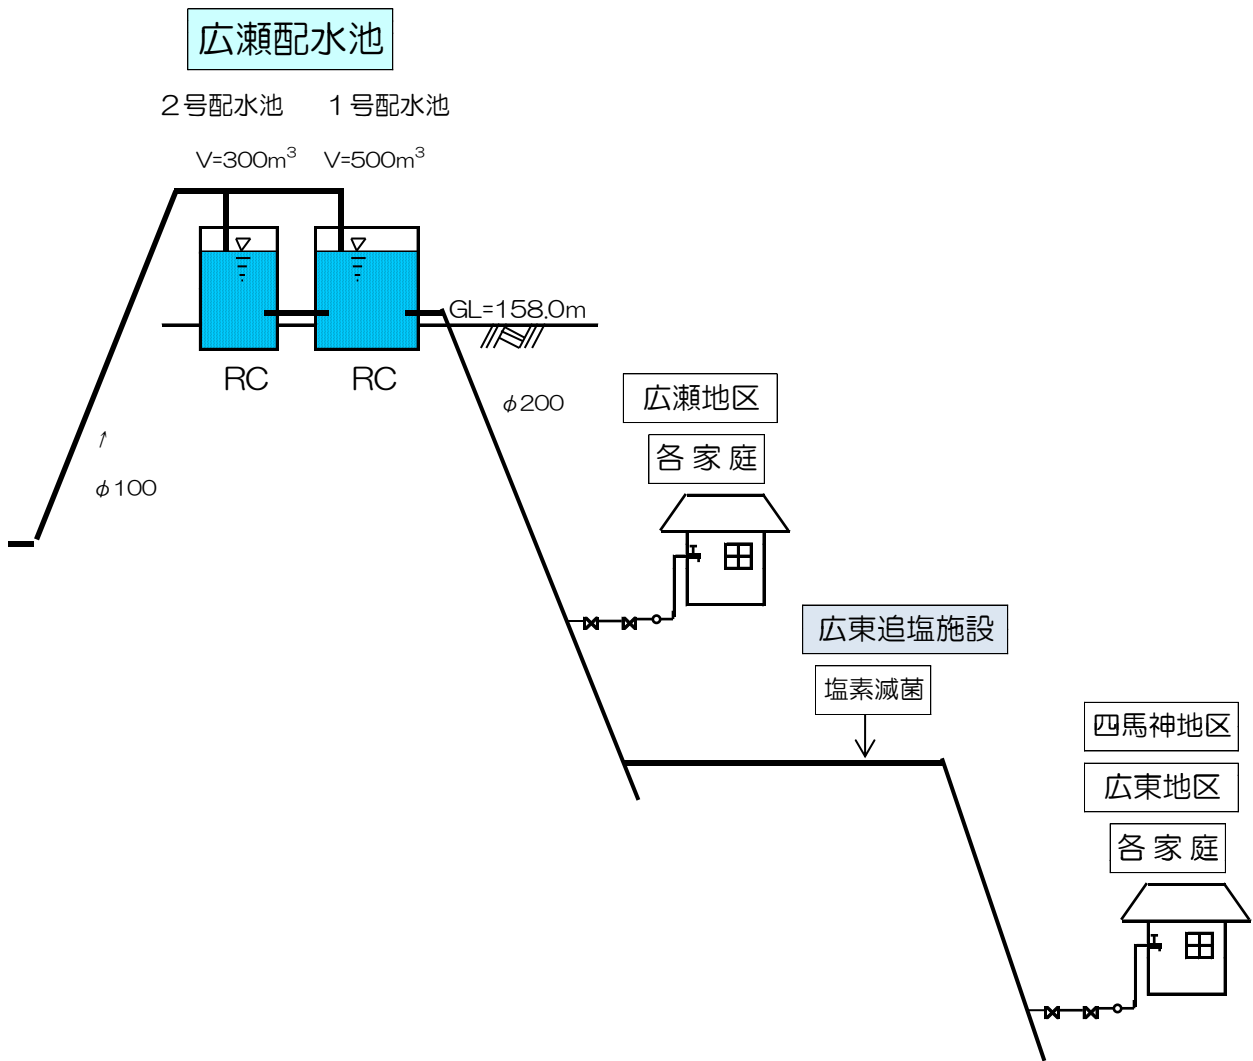 広瀬配水池
２号配水池　１号配水池
V=300m³　V=500m³
GL=158.0m
RC　RC
φ200
↑
φ100
広瀬地区
各家庭
広東追塩施設
塩素滅菌
四馬神地区
広東地区
各家庭